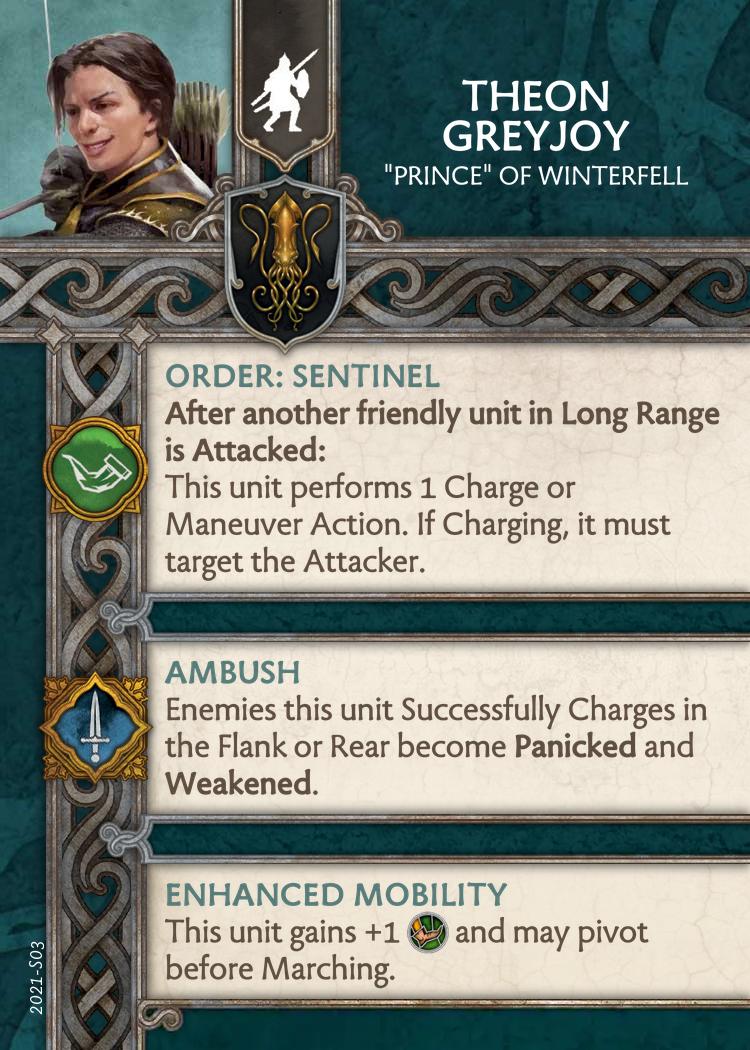 THEON
GREYJOY
"PRINCE" OF WINTERFELL
ORDER: SENTINEL
After another friendly unit in Long Range
is Attacked:
This unit performs 1 Charge or
Maneuver Action. If Charging, it must
target the Attacker.
AMBUSH
Enemies this unit Successfully Charges in
the Flank or Rear become Panicked and
Weakened.
ENHANCED MOBILITY
This unit gains +1 and may pivot
before Marching.
2021-S03